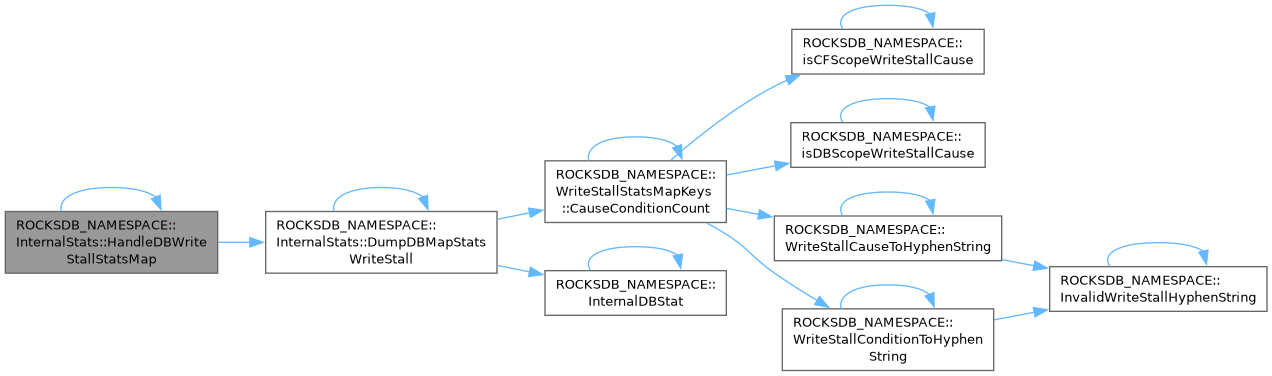 ROCKSDB_NAMESPACE::
InternalStats::HandleDBWrite
StallStatsMap
ROCKSDB_NAMESPACE::
InternalStats::DumpDBMapStats
WriteStall
ROCKSDB_NAMESPACE::
WriteStallStatsMapKeys
::CauseConditionCount
ROCKSDB_NAMESPACE::
InternalDBStat
ROCKSDB_NAMESPACE::
isCFScopeWriteStallCause
ROCKSDB_NAMESPACE::
isDBScopeWriteStallCause
ROCKSDB_NAMESPACE::
WriteStallCauseToHyphenString
ROCKSDB_NAMESPACE::
WriteStallConditionToHyphen
String
ROCKSDB_NAMESPACE::
InvalidWriteStallHyphenString